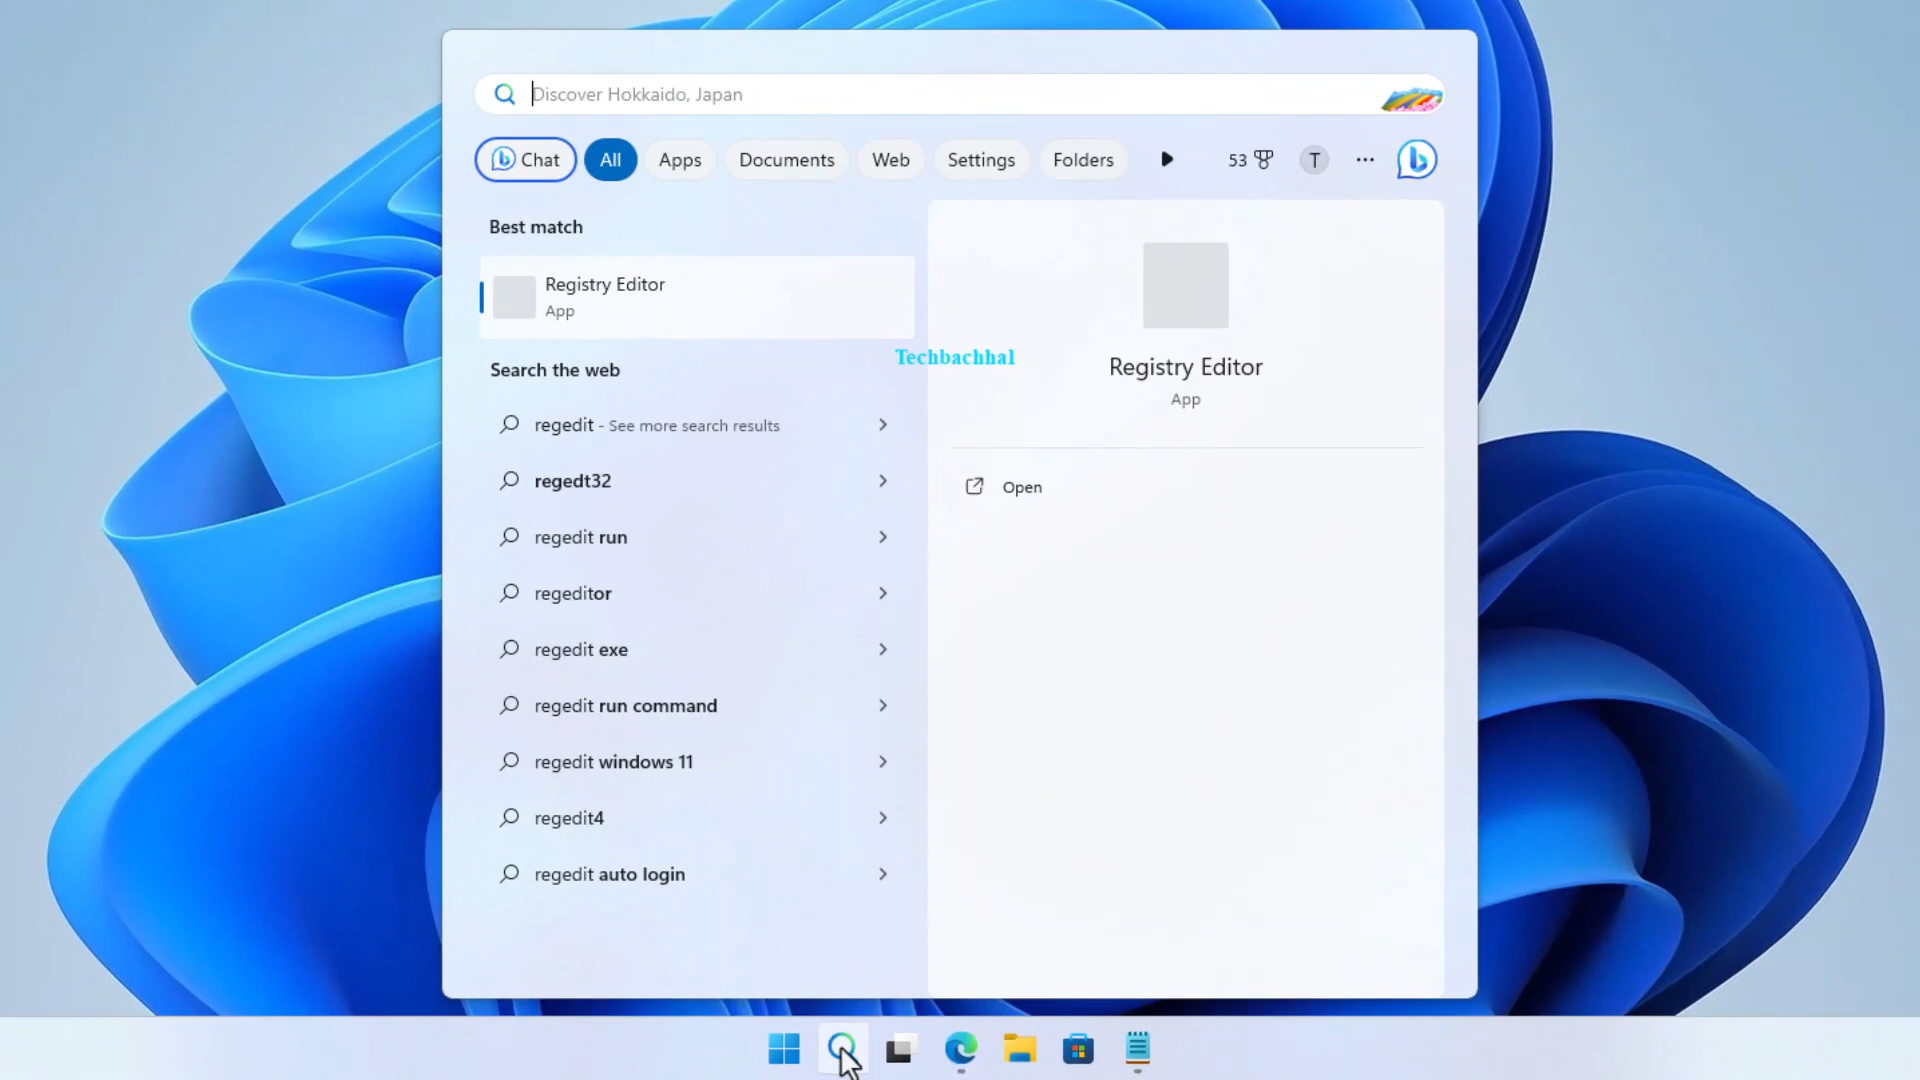 Discover Hokkaido, Japan
Chat
All
Apps
Documents
Web
Settings
Folders
53
T
Best match
Registry Editor
App
Search the web
regedit - See more search results
regedt32
regedit run
regeditor
regedit exe
regedit run command
regedit windows 11
regedit4
regedit auto login
Techbachhal
Registry Editor
App
Open